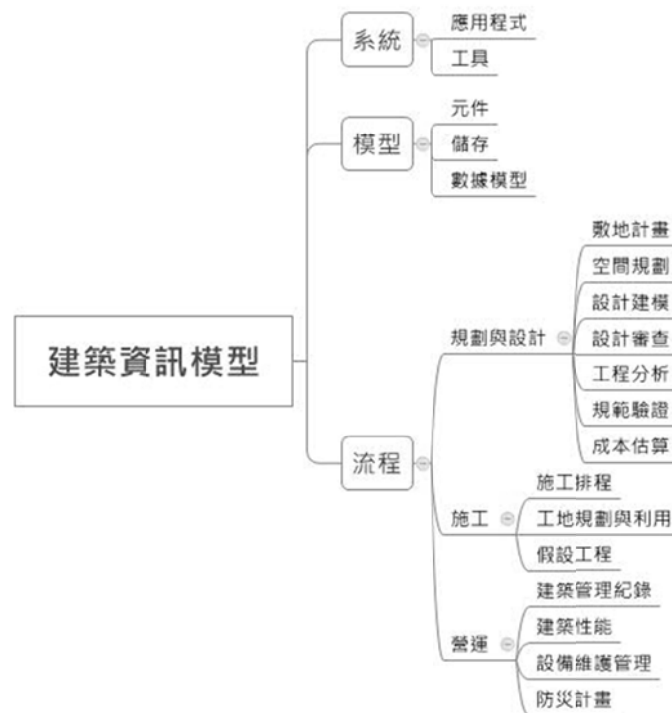 建築資訊模型
系統
應用程式
工具
模型
元件
儲存
數據模型
流程
規劃與設計
敷地計畫
空間規劃
設計建模
設計審查
工程分析
規範驗證
成本估算
施工
施工排程
工地規劃與利用
假設工程
營運
建築管理紀錄
建築性能
設備維護管理
防災計畫